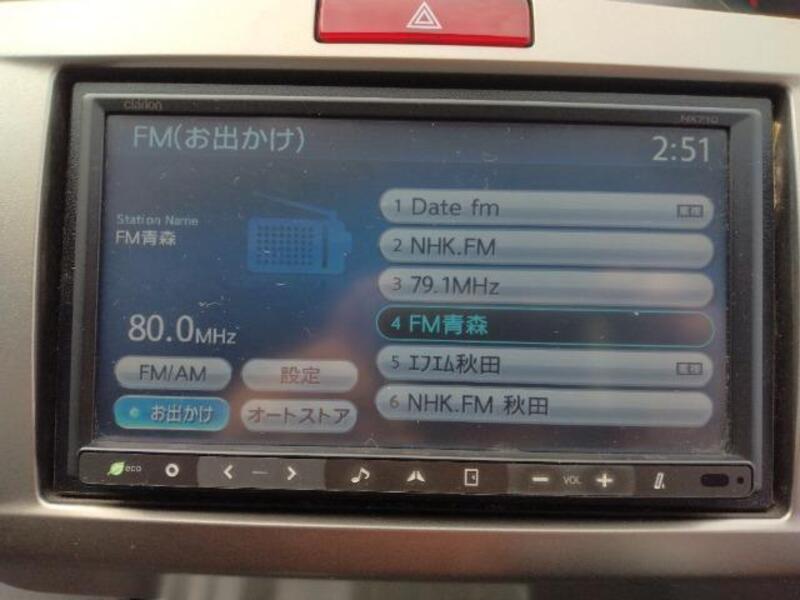 clarion
NX710
FM(お出かけ)
2:51
Station Name
FM青森
80.0MHz
FM/AM
設定
お出かけ
オートストア
1 Date fm
2 NHK.FM
3 79.1MHz
4 FM青森
5 ｴﾌｴﾑ秋田
6 NHK.FM 秋田
eco
VOL